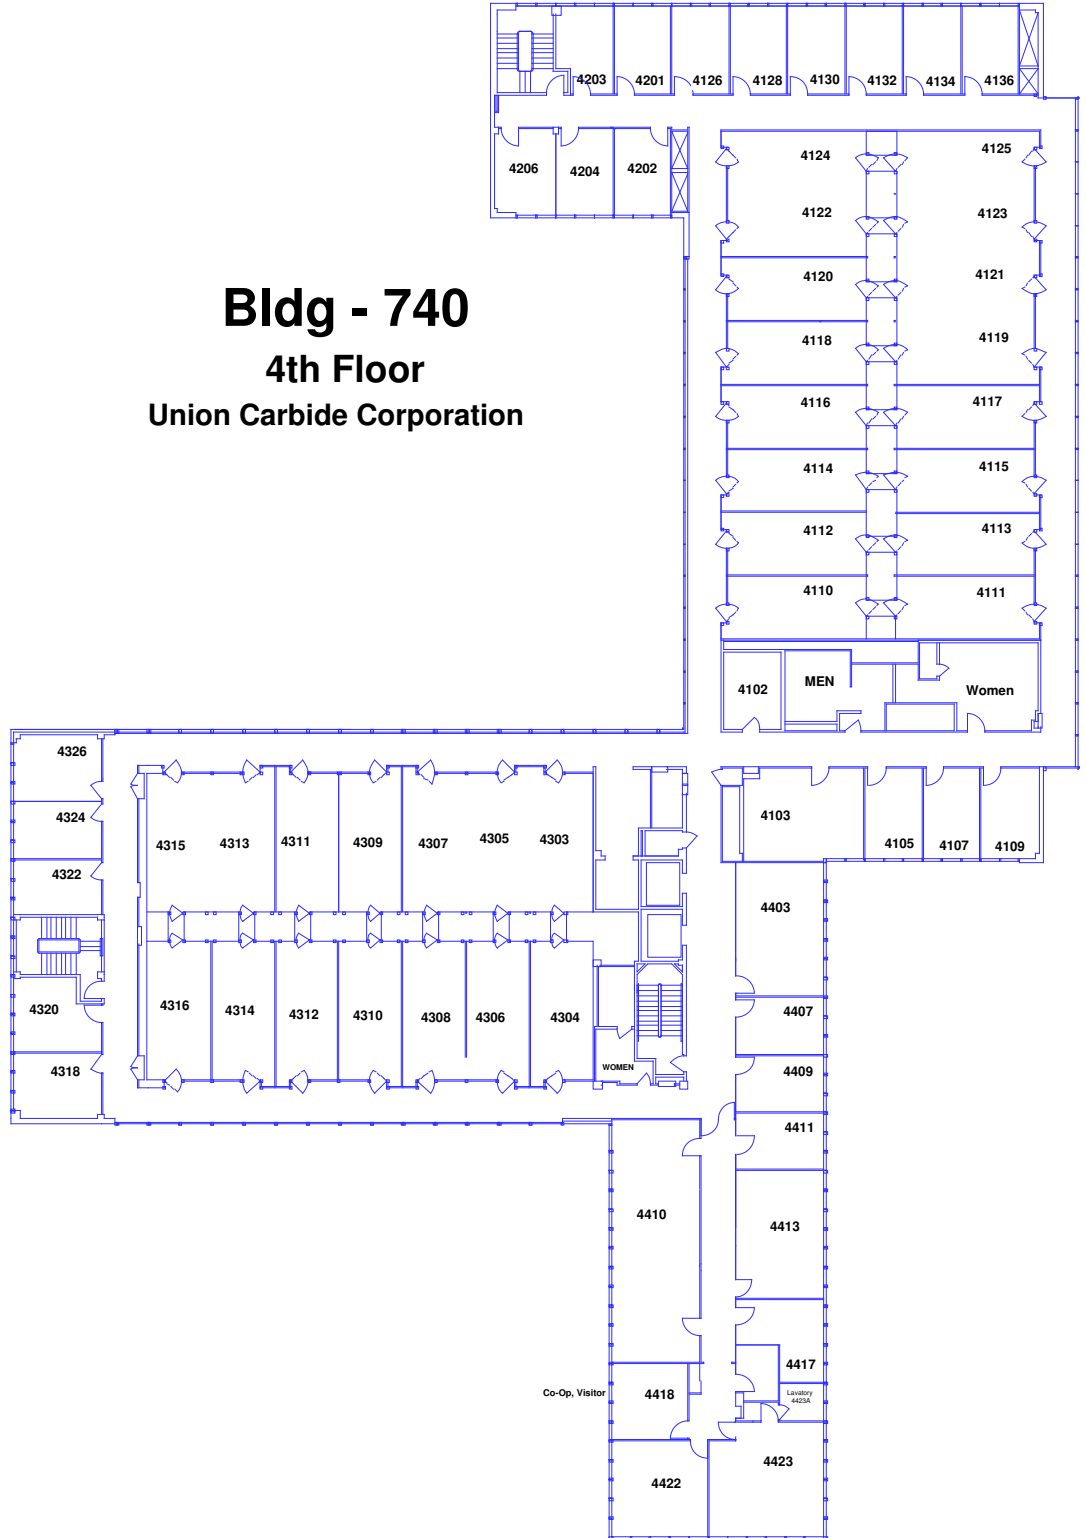 4203 4201 4126 4128 4130 4132 4134 4136
4206 4204 4202
4124 4125
4122 4123
4120 4121
4118 4119
4116 4117
4114 4115
4112 4113
4110 4111
Bldg - 740
4th Floor
Union Carbide Corporation
4102 MEN Women
4326
4324
4322
4320
4318
4315 4313 4311 4309 4307 4305 4303
4316 4314 4312 4310 4308 4306 4304
WOMEN
4103 4105 4107 4109
4403
4407
4409
4411
4410 4413
4417
Co-Op, Visitor 4418
Lavatory
4423A
4422 4423